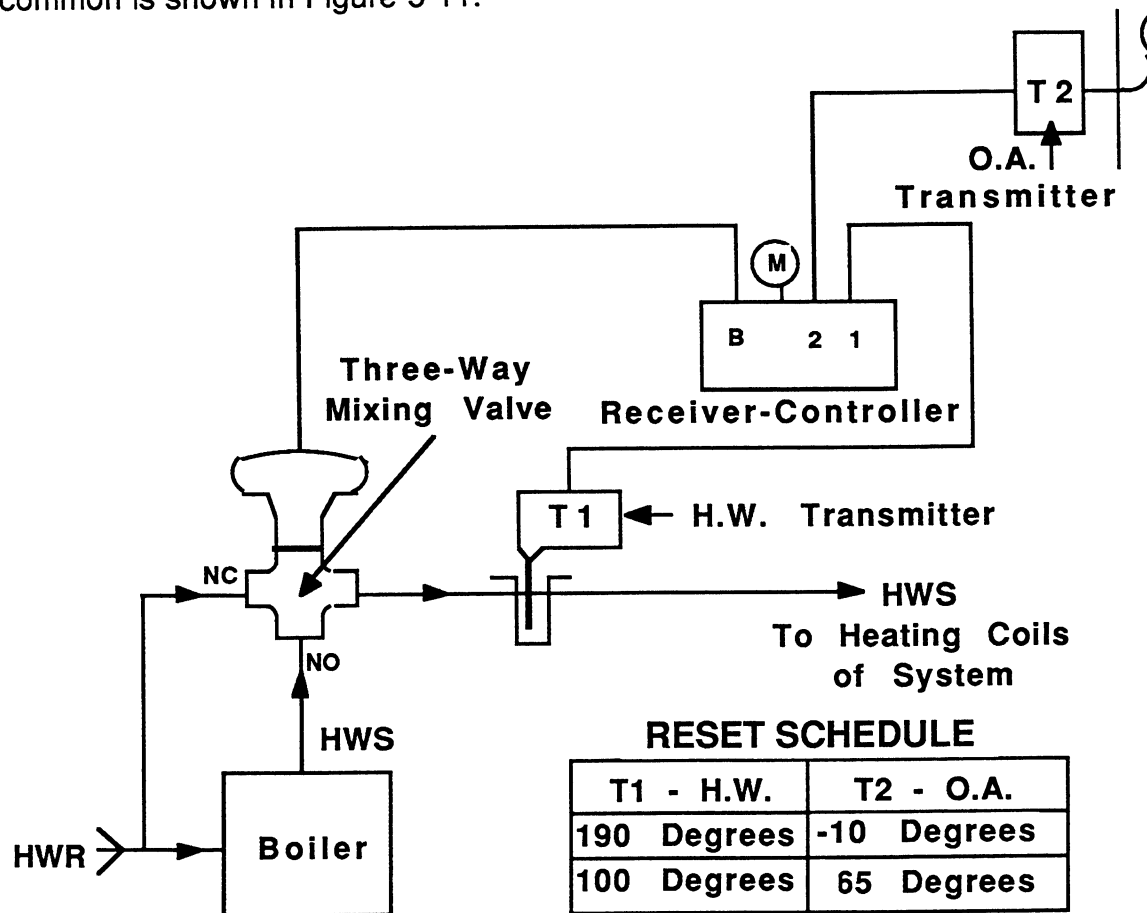 common is shown in Figure 5-11.
T 2
O.A.
Transmitter
M
B 2 1
Receiver-Controller
Three-Way
Mixing Valve
T 1
H.W. Transmitter
NC
NO
HWS
To Heating Coils
of System
HWS
HWR
Boiler
RESET SCHEDULE
T1 - H.W. T2 - O.A.
190 Degrees -10 Degrees
100 Degrees 65 Degrees